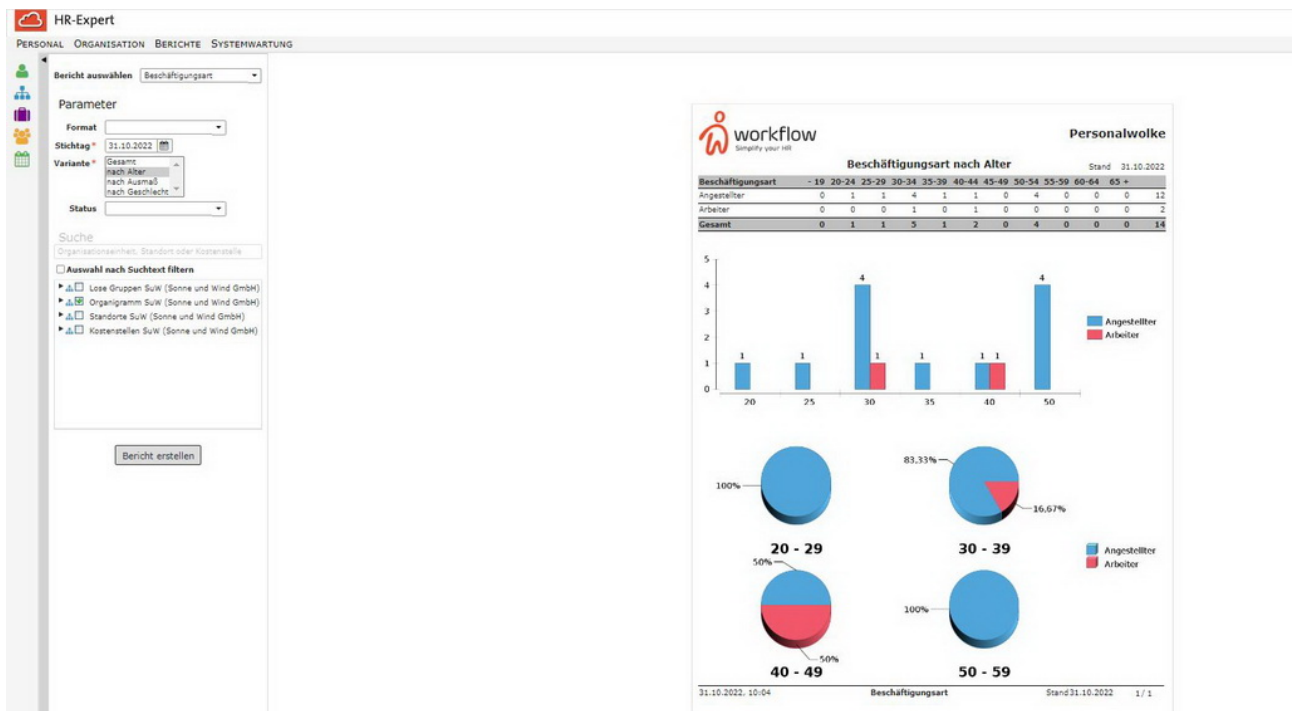 HR-Expert
PERSONAL ORGANISATION BERICHTE SYSTEMWARTUNG
Bericht auswählen Beschäftigungsart
Parameter
Format
Stichtag* 31.10.2022
Variante* Gesamt
nach Alter
nach Ausmaß
nach Geschlecht
Status
Suche
Organisationseinheit, Standort oder Kostenstelle
Auswahl nach Suchtext filtern
Lose Gruppen SuW (Sonne und Wind GmbH)
Organigramm SuW (Sonne und Wind GmbH)
Standorte SuW (Sonne und Wind GmbH)
Kostenstellen SuW (Sonne und Wind GmbH)
Bericht erstellen
workflow
Simplify your HR
Personalwolke
Beschäftigungsart nach Alter Stand 31.10.2022
Beschäftigungsart - 19 20-24 25-29 30-34 35-39 40-44 45-49 50-54 55-59 60-64 65 +
Angestellter 0 1 1 4 1 1 0 4 0 0 0 12
Arbeiter 0 0 0 1 0 1 0 0 0 0 0 2
Gesamt 0 1 1 5 1 2 0 4 0 0 0 14
5
4
3
2
1
0
1 1 4 1 1 1 1 4
20 25 30 35 40 50
Angestellter
Arbeiter
100%
20 - 29
83,33%
16,67%
30 - 39
Angestellter
Arbeiter
50%
50%
40 - 49
100%
50 - 59
31.10.2022, 10:04 Beschäftigungsart Stand 31.10.2022 1/ 1